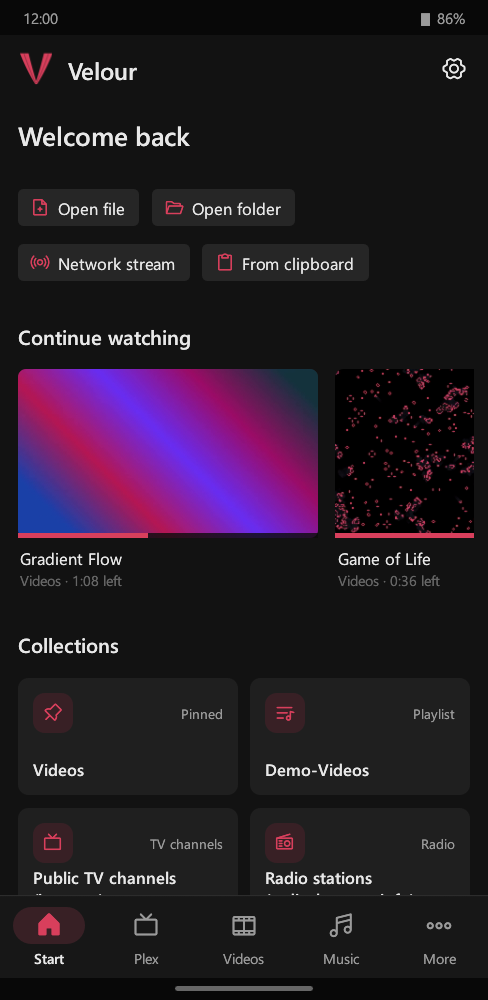 12:00
86%
Velour
Welcome back
Open file
Open folder
Network stream
From clipboard
Continue watching
Gradient Flow
Videos · 1:08 left
Game of Life
Videos · 0:36 left
Collections
Pinned
Videos
Playlist
Demo-Videos
TV channels
Public TV channels
Radio
Radio stations
Start
Plex
Videos
Music
More